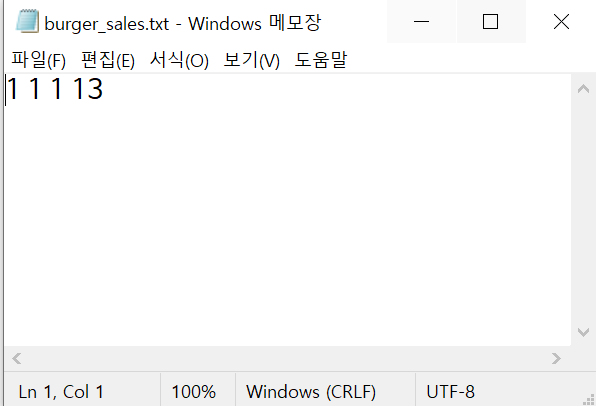 burger_sales.txt - Windows 메모장
파일(F) 편집(E) 서식(O) 보기(V) 도움말
1 1 1 13
Ln 1, Col 1 100% Windows (CRLF) UTF-8